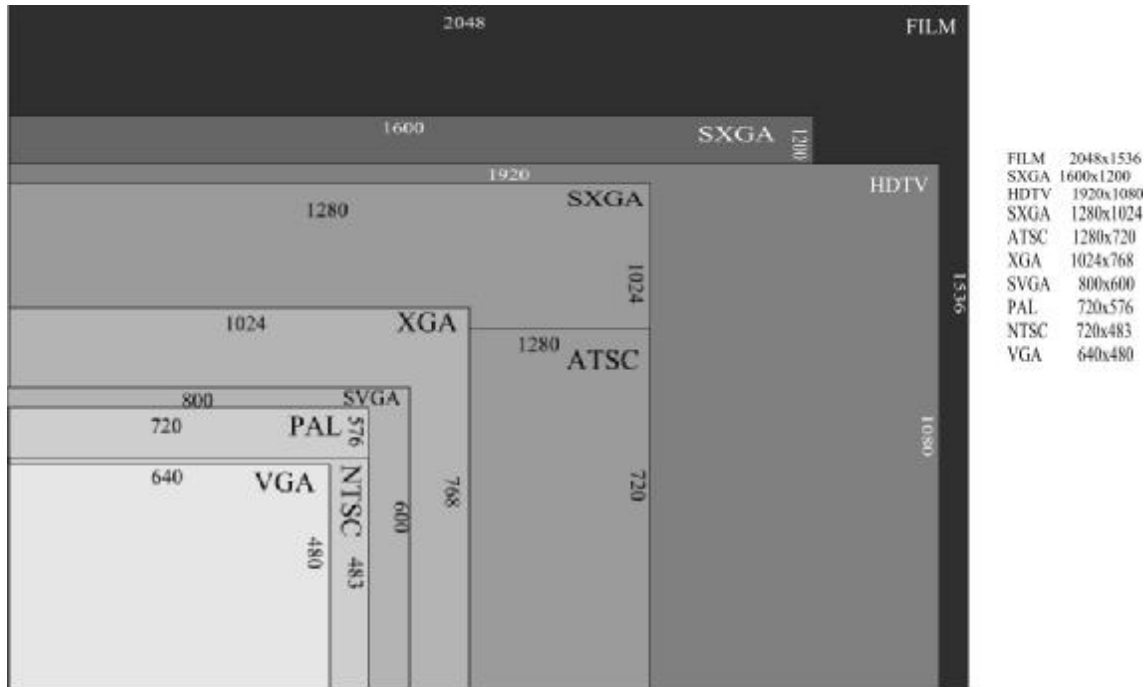 2048
FILM
1600
SXGA
1200
1920
HDTV
1280
SXGA
1024
1536
1024
XGA
1280
ATSC
800
SVGA
720
PAL
576
1080
640
VGA
NTSC
768
720
600
480
483
FILM 2048x1536
SXGA 1600x1200
HDTV 1920x1080
SXGA 1280x1024
ATSC 1280x720
XGA 1024x768
SVGA 800x600
PAL 720x576
NTSC 720x483
VGA 640x480